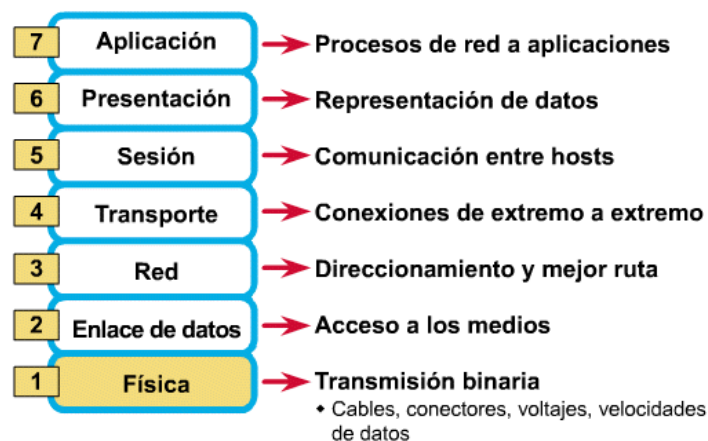 7 Aplicación Procesos de red a aplicaciones
6 Presentación Representación de datos
5 Sesión Comunicación entre hosts
4 Transporte Conexiones de extremo a extremo
3 Red Direccionamiento y mejor ruta
2 Enlace de datos Acceso a los medios
1 Física Transmisión binaria
• Cables, conectores, voltajes, velocidades
de datos